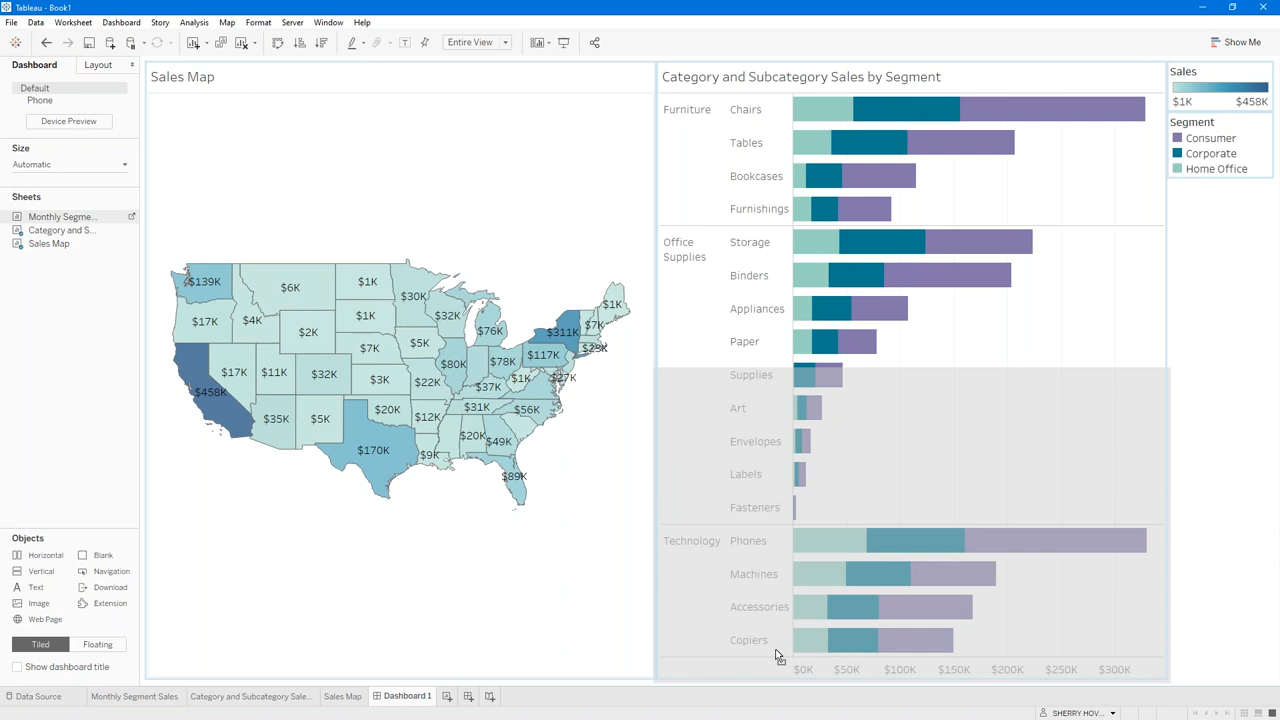 Tableau - Book1
File Data Worksheet Dashboard Story Analysis Map Format Server Window Help
Entire View
Show Me
Dashboard Layout
Default
Phone
Device Preview
Size
Automatic
Sheets
Monthly Segme...
Category and S...
Sales Map
Objects
Horizontal Blank
Vertical Navigation
Text Download
Image Extension
Web Page
Tiled Floating
Show dashboard title
Sales Map
$139K
$6K
$1K
$30K
$1K
$17K
$4K
$2K
$1K
$32K
$76K
$311K
$7K
$5K
$7K
$29K
$117K
$17K
$11K
$32K
$3K
$22K
$80K
$78K
$1K
$27K
$37K
$458K
$35K
$5K
$20K
$12K
$31K
$56K
$170K
$9K
$20K
$49K
$89K
Category and Subcategory Sales by Segment
Furniture Chairs
Tables
Bookcases
Furnishings
Office Supplies Storage
Binders
Appliances
Paper
Supplies
Art
Envelopes
Labels
Fasteners
Technology Phones
Machines
Accessories
Copiers
$0K $50K $100K $150K $200K $250K $300K
Sales
$1K $458K
Segment
Consumer
Corporate
Home Office
Data Source Monthly Segment Sales Category and Subcategory Sale... Sales Map Dashboard 1
SHERRY HOV...